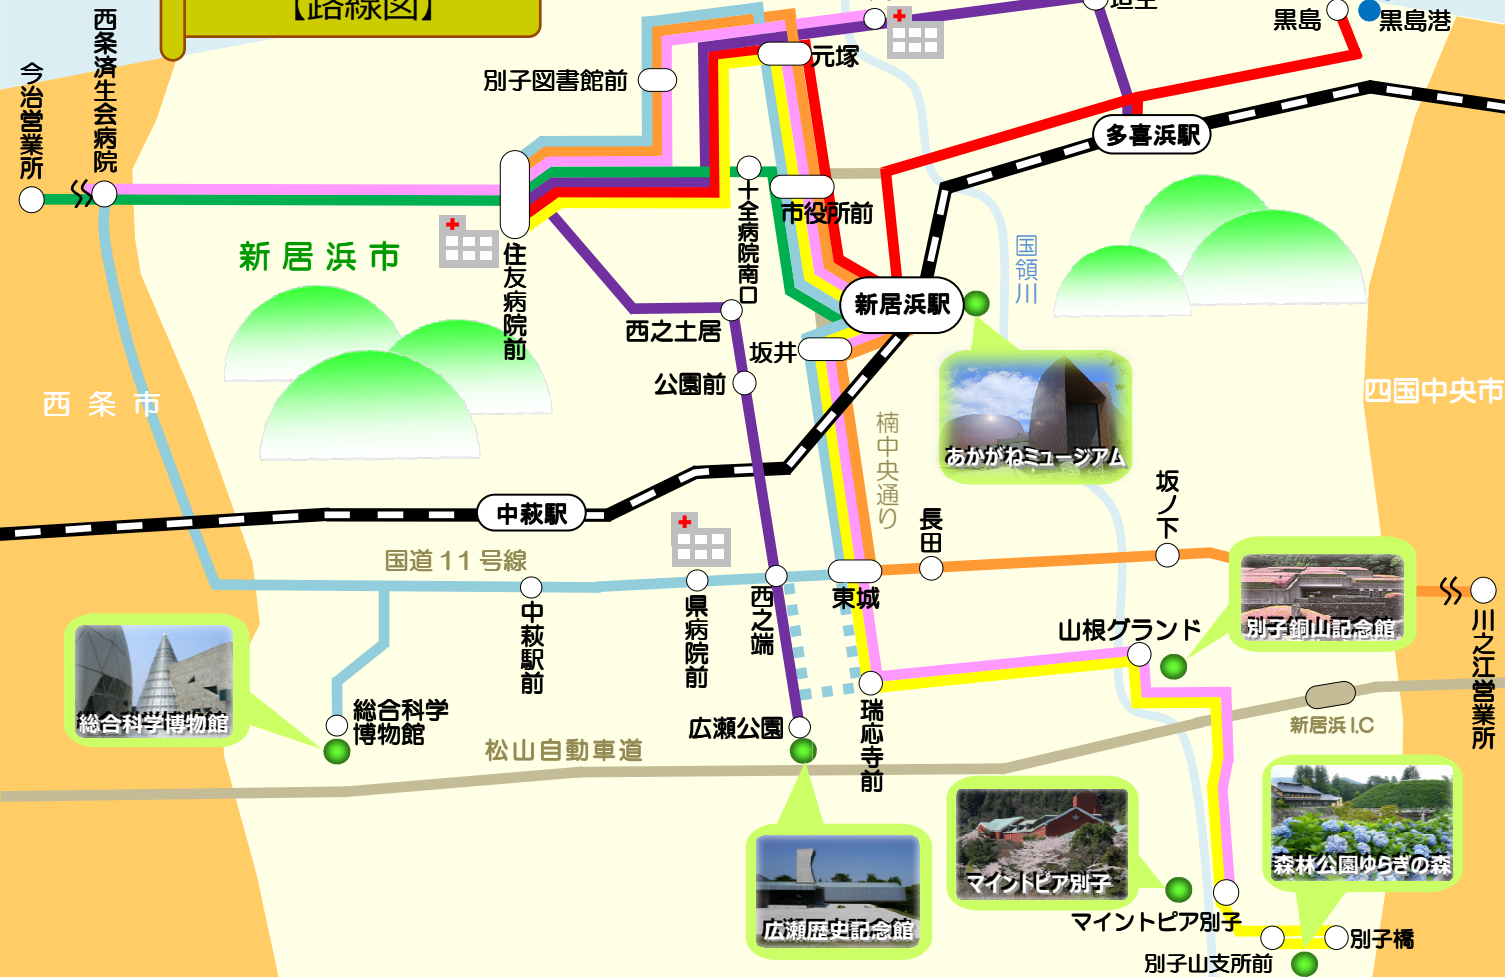 【路線図】
垣生
黒島
黒島港
西条済生会病院
今治営業所
別子図書館前
元塚
多喜浜駅
十全病院南口
市役所前
新居浜市
住友病院前
国領川
新居浜駅
西之土居
坂井
公園前
西条市
四国中央市
楠中央通り
あかがねミュージアム
中萩駅
坂ノ下
長田
国道11号線
中萩駅前
県病院前
西之端
東城
別子銅山記念館
川之江営業所
山根グランド
総合科学博物館
総合科学
博物館
広瀬公園
瑞応寺前
新居浜I.C
松山自動車道
広瀬歴史記念館
マイントピア別子
森林公園ゆらぎの森
マイントピア別子
別子橋
別子山支所前